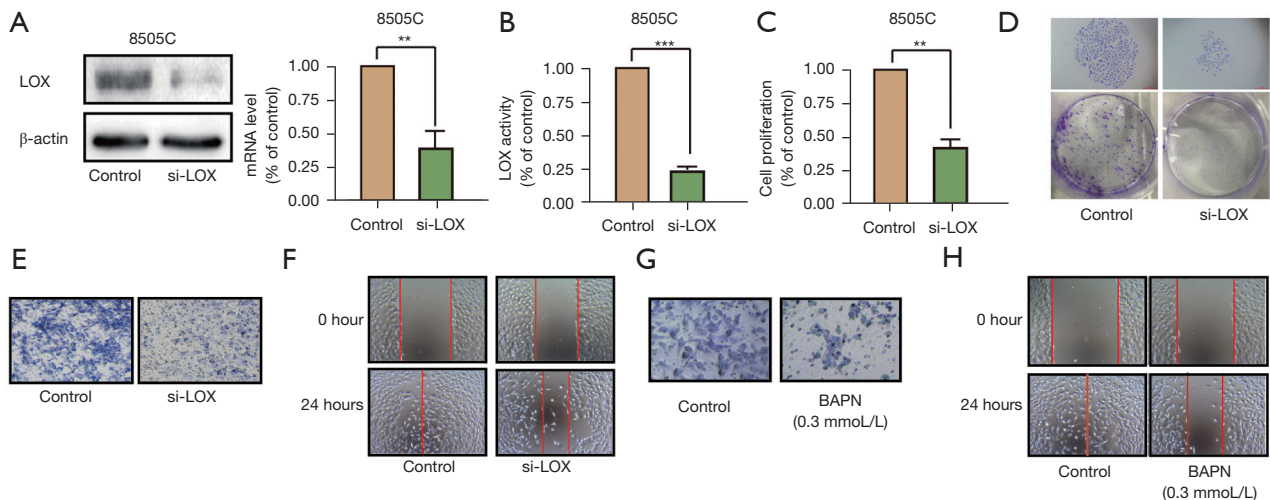 A
8505C
LOX
β-actin
Control
si-LOX
8505C
**
mRNA level
(% of control)
1.00
0.75
0.50
0.25
0.00
Control
si-LOX
B
8505C
***
LOX activity
(% of control)
1.00
0.75
0.50
0.25
0.00
Control
si-LOX
C
8505C
**
Cell proliferation
(% of control)
1.00
0.75
0.50
0.25
0.00
Control
si-LOX
D
Control
si-LOX
E
Control
si-LOX
F
0 hour
24 hours
Control
si-LOX
G
Control
BAPN
(0.3 mmoL/L)
H
0 hour
24 hours
Control
BAPN
(0.3 mmoL/L)